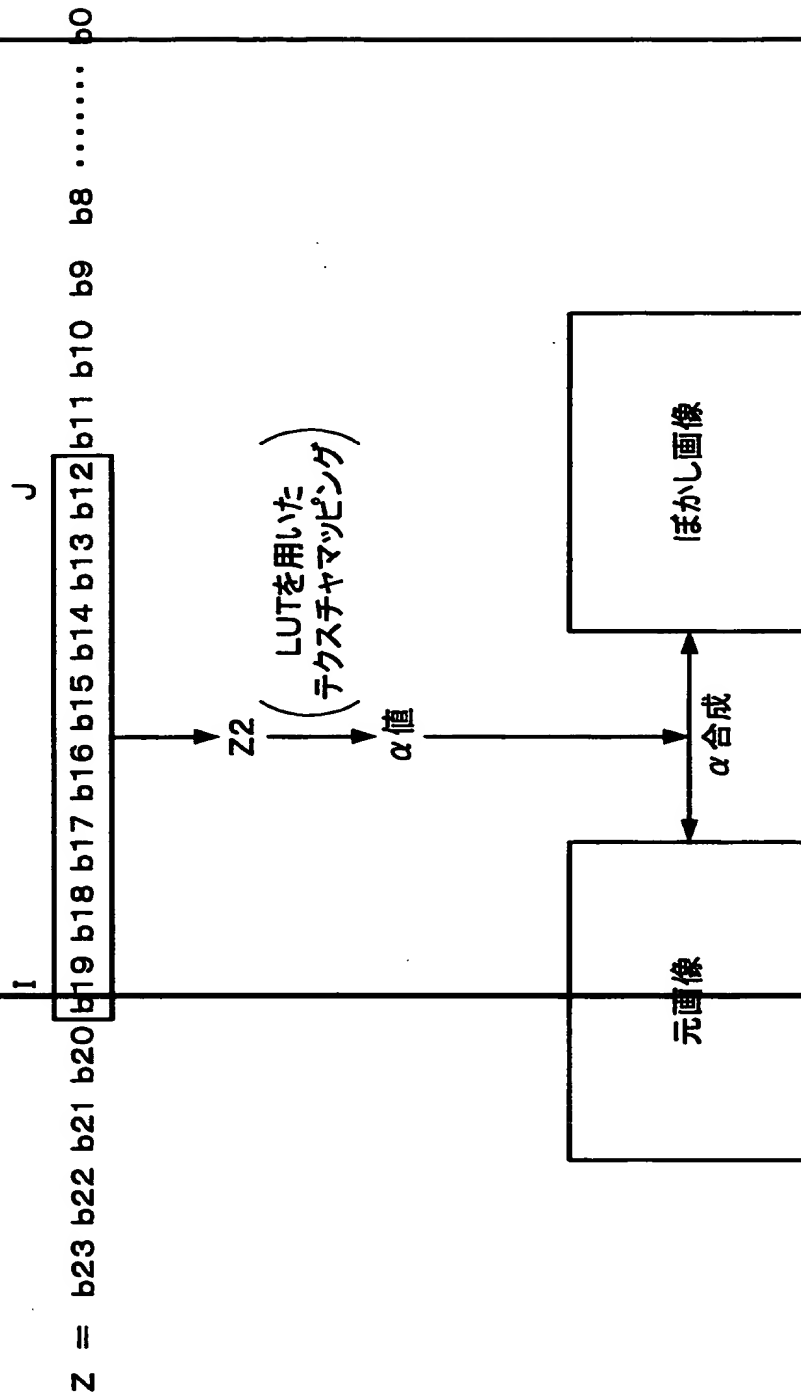 I J
Z = b23 b22 b21 b20 b19 b18 b17 b16 b15 b14 b13 b12 b11 b10 b9 b8 ······· b0
Z2
LUTを用いた
テクスチャマッピング
α値
α合成
元画像
ぼかし画像